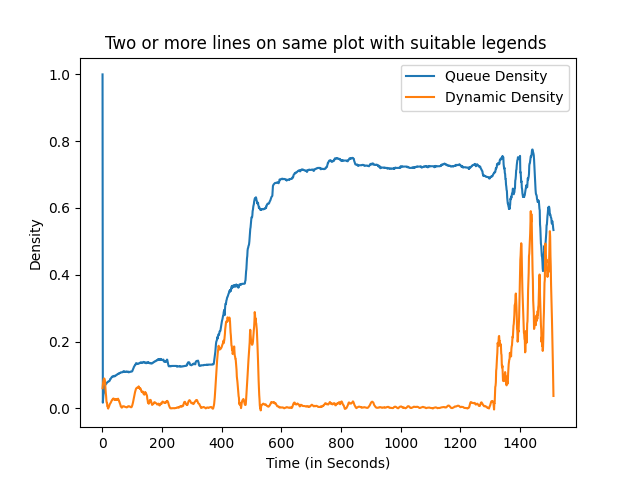 Two or more lines on same plot with suitable legends
Queue Density
Dynamic Density
1.0
0.8
0.6
0.4
0.2
0.0
Density
0 200 400 600 800 1000 1200 1400
Time (in Seconds)